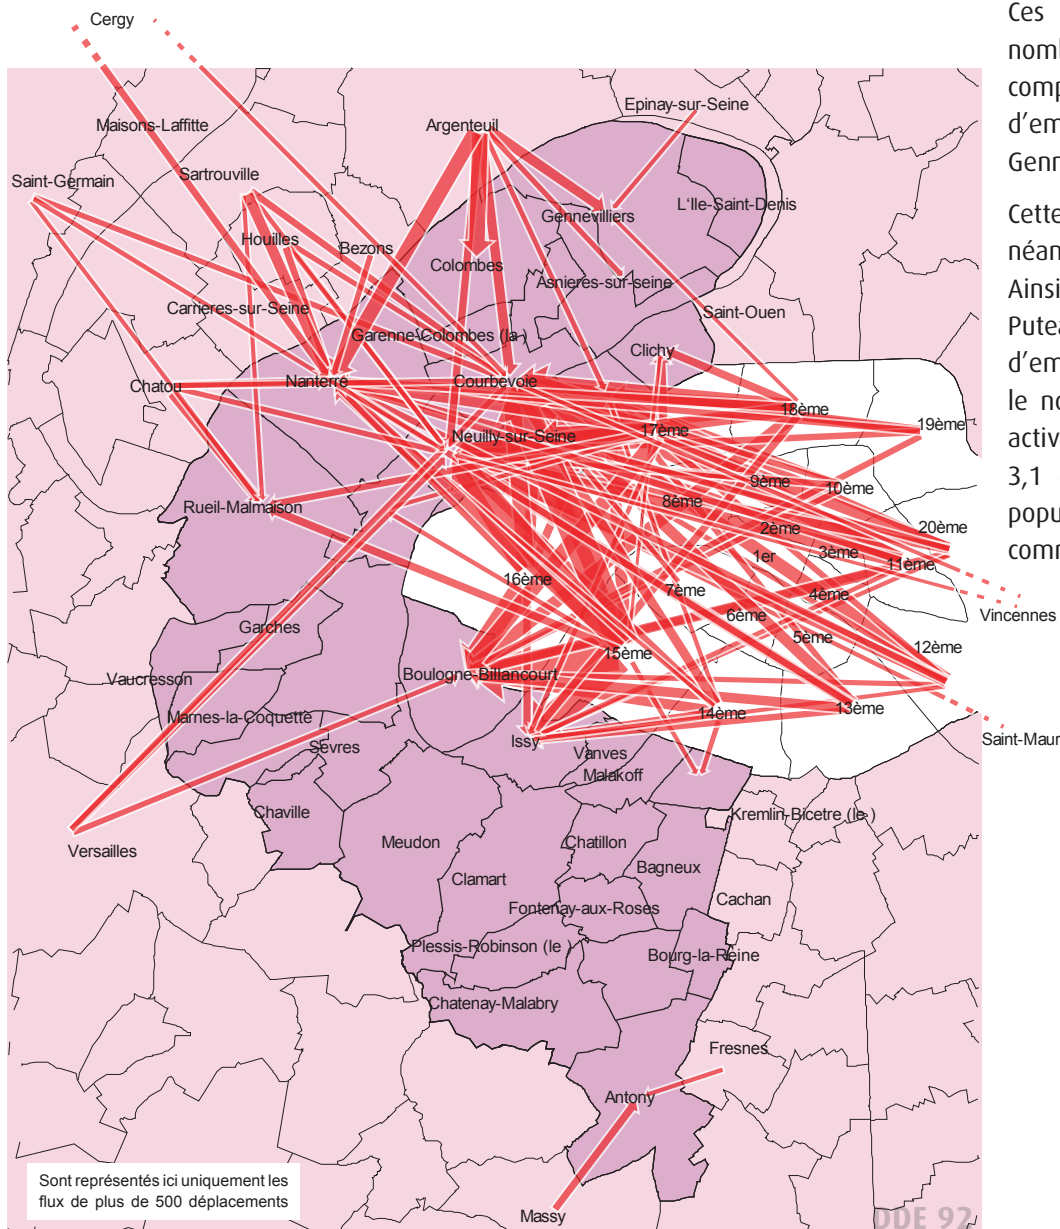 Cergy
Maisons-Laffitte
Argenteuil
Epinay-sur-Seine
Saint-Germain
Sartrouville
L'Ile-Saint-Denis
Gennevilliers
Houilles
Bezons
Colombes
Asnieres-sur-seine
Carrieres-sur-Seine
Saint-Ouen
Garenne-Colombes (la )
Clichy
Chatou
Nanterre
Courbevoie
18ème
19ème
Neuilly-sur-Seine
17ème
9ème
10ème
8ème
Rueil-Malmaison
2ème
20ème
1er
3ème
11ème
16ème
7ème
4ème
Vincennes
6ème
Garches
5ème
12ème
15ème
Vaucresson
Boulogne-Billancourt
13ème
14ème
Marnes-la-Coquette
Sèvres
Issy
Saint-Maur
Vanves
Malakoff
Chaville
Kremlin-Bicetre (le )
Versailles
Meudon
Chatillon
Bagneux
Clamart
Cachan
Fontenay-aux-Roses
Plessis-Robinson (le )
Bourg-la-Reine
Chatenay-Malabry
Fresnes
Antony
Massy
Sont représentés ici uniquement les
flux de plus de 500 déplacements
DDE 92
Ces
d'em
Genn
Cette
néan
Ainsi
Putea
d'em
le no
activ
3,1
popu
comm